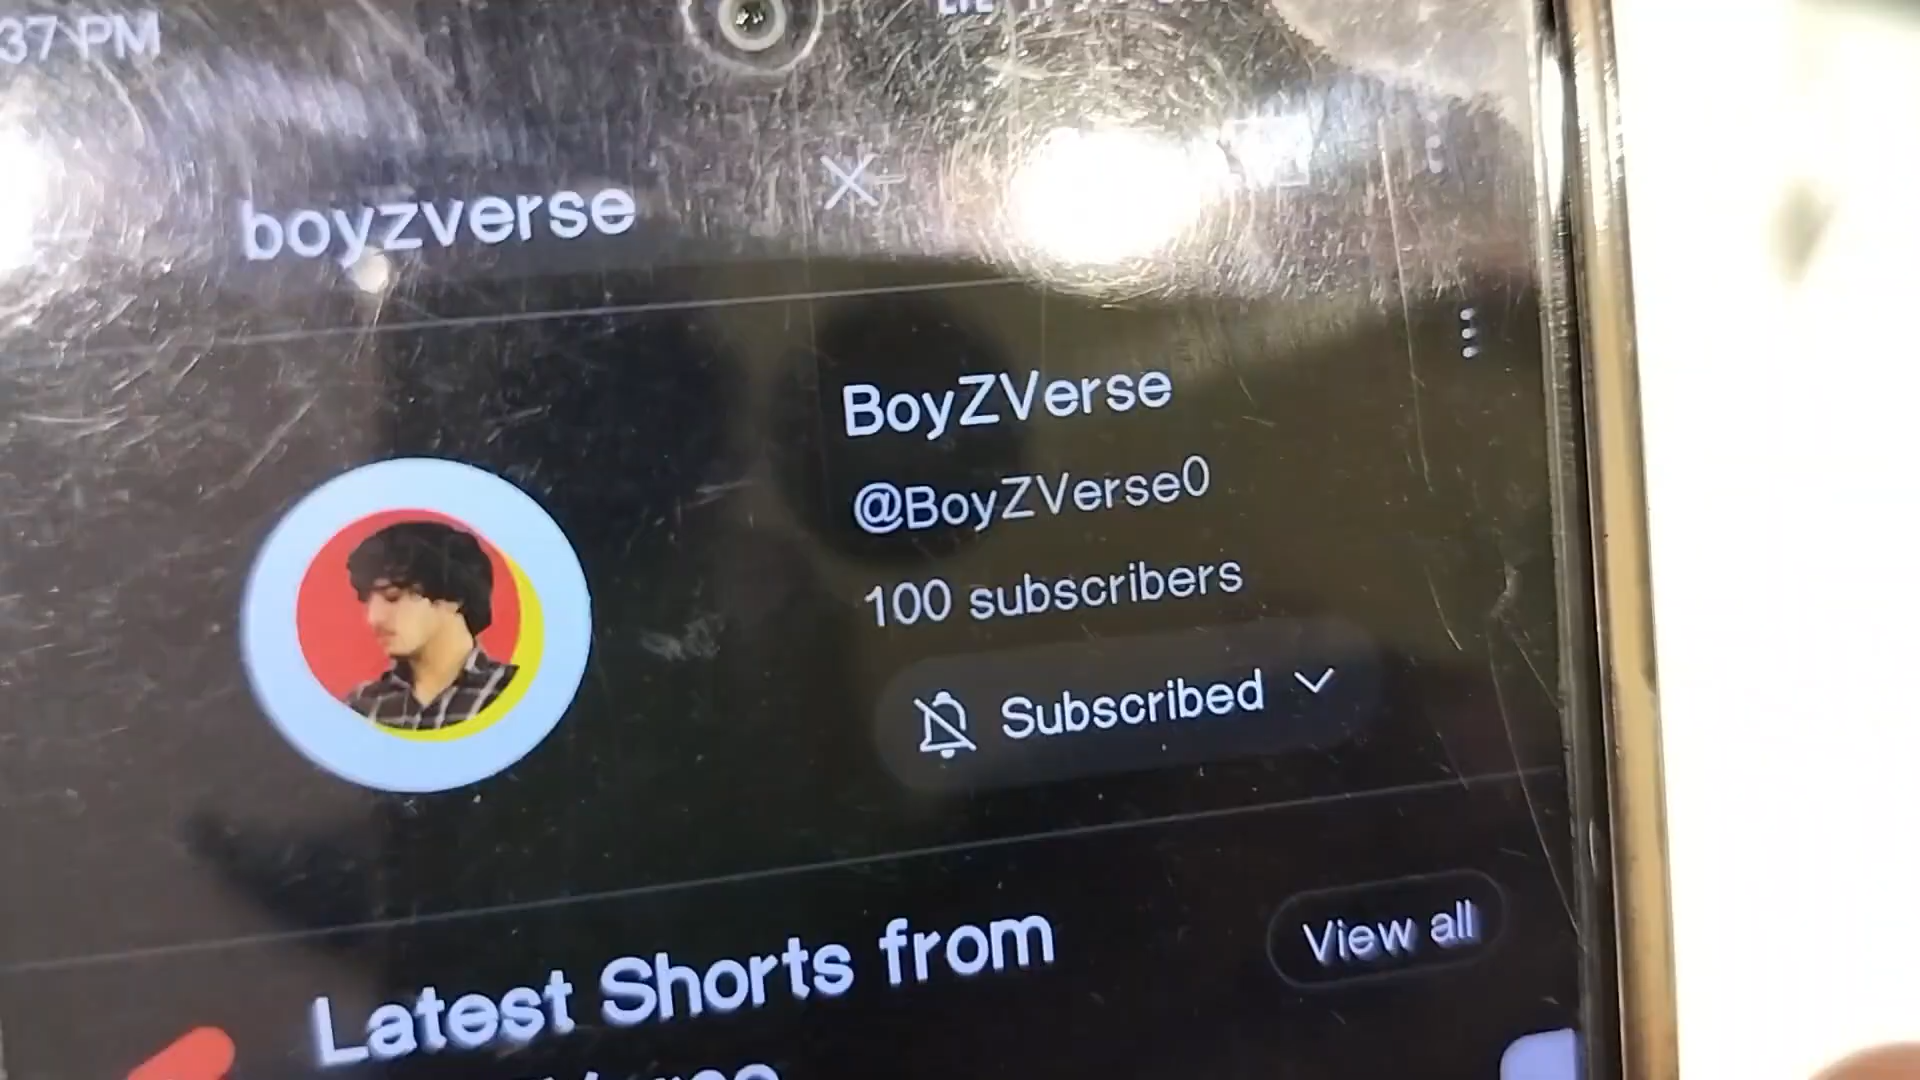 37 PM
boyzverse
BoyZVerse
@BoyZVerse0
100 subscribers
Subscribed
Latest Shorts from
View all